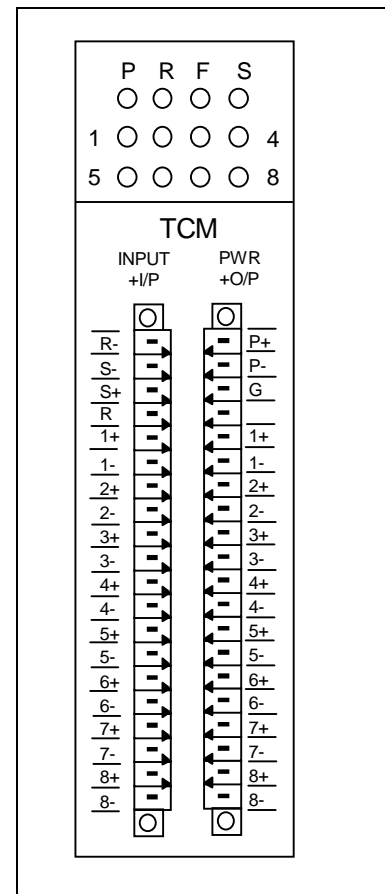 P R F S
1 4
5 8
TCM
INPUT PWR
+I/P +O/P
R- P+
S- P-
S+ G
R
1+ 1+
1- 1-
2+ 2+
2- 2-
3+ 3+
3- 3-
4+ 4+
4- 4-
5+ 5+
5- 5-
6+ 6+
6- 6-
7+ 7+
7- 7-
8+ 8+
8- 8-